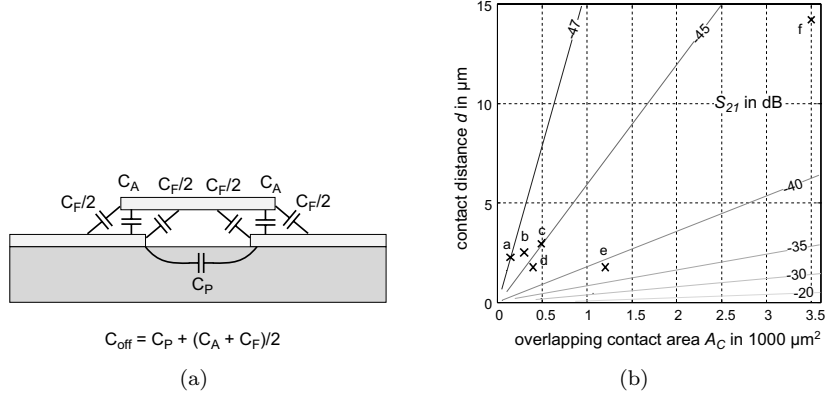 C_A C_F/2 C_F/2 C_A
C_F/2 C_F/2
C_P
C_off = C_P + (C_A + C_F)/2
(a)
contact distance d in µm
15
10
5
0
-47
-45
f
S_21 in dB
-40
a
b
c
d
e
-35
-30
-20
0 0.5 1 1.5 2 2.5 3 3.5
overlapping contact area A_C in 1000 µm²
(b)